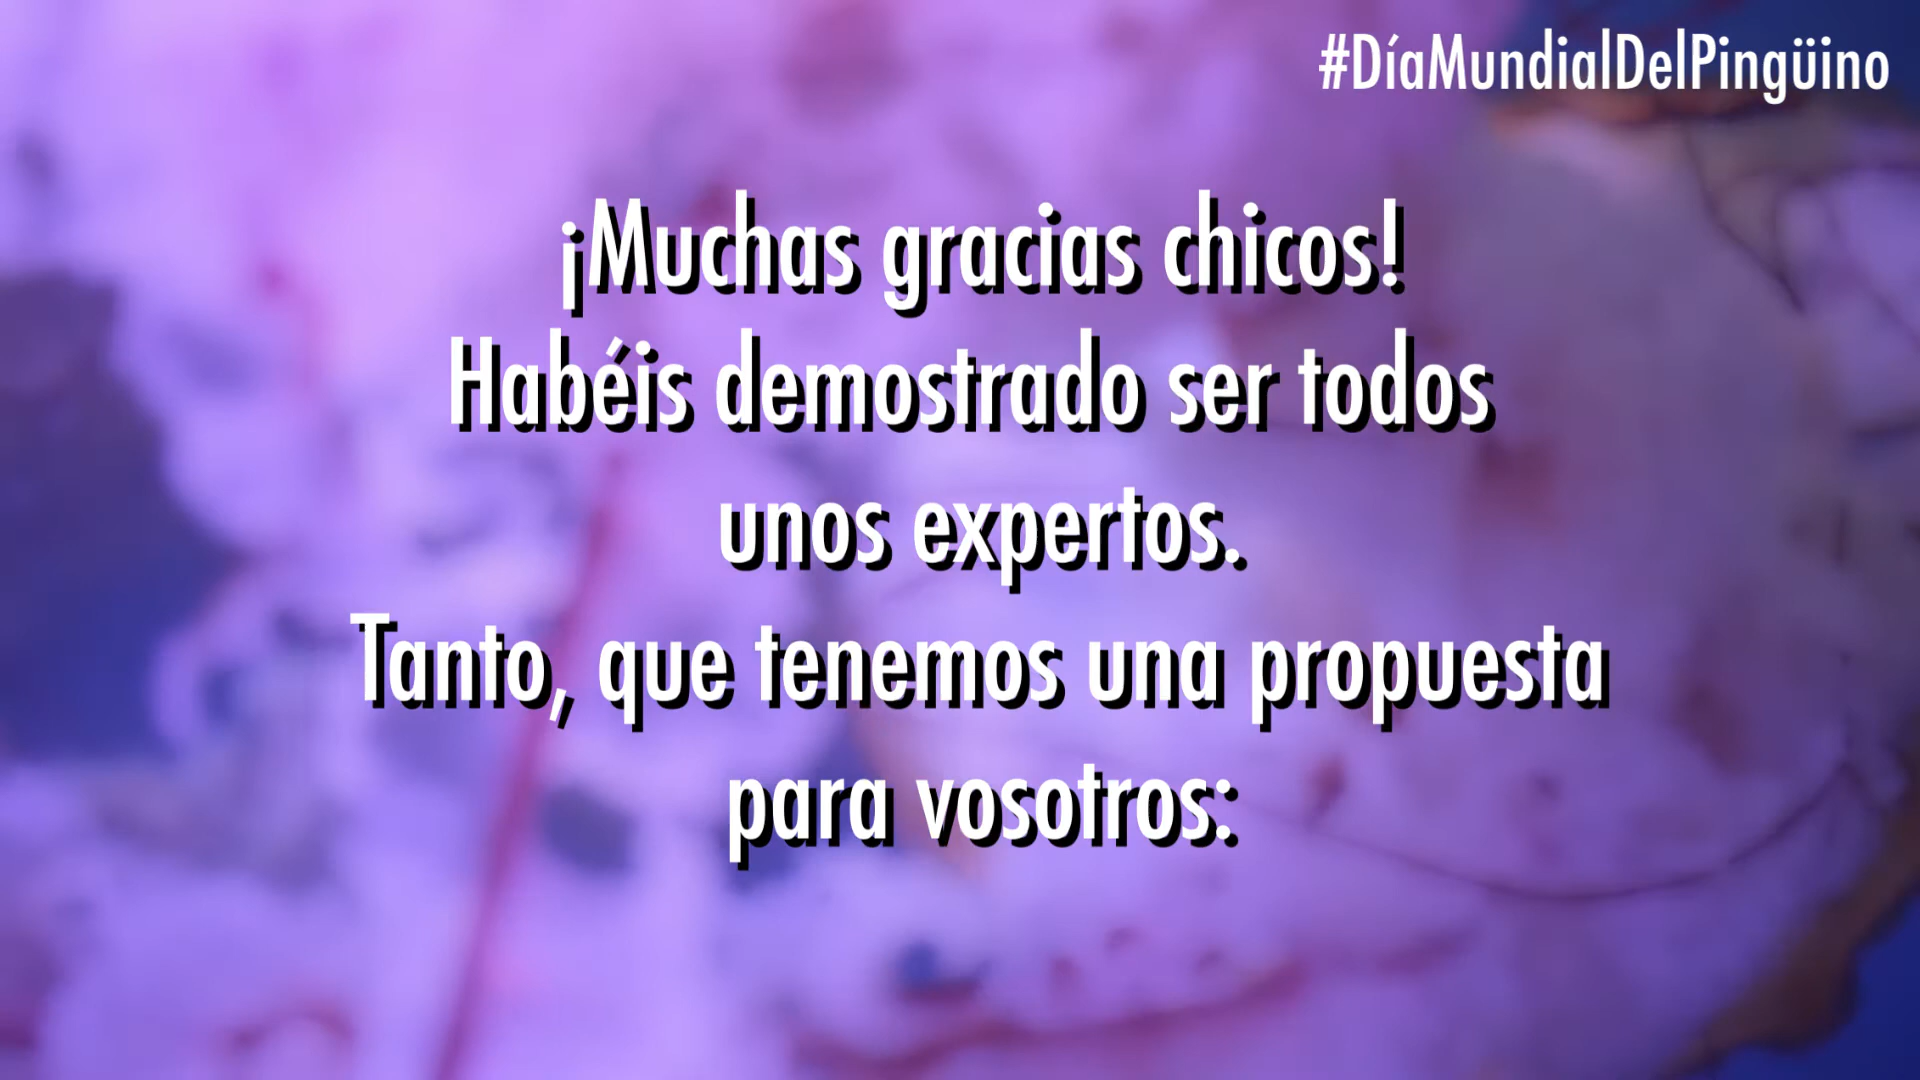 #DíaMundialDelPingüino
¡Muchas gracias chicos!
Habéis demostrado ser todos
unos expertos.
Tanto, que tenemos una propuesta
para vosotros: